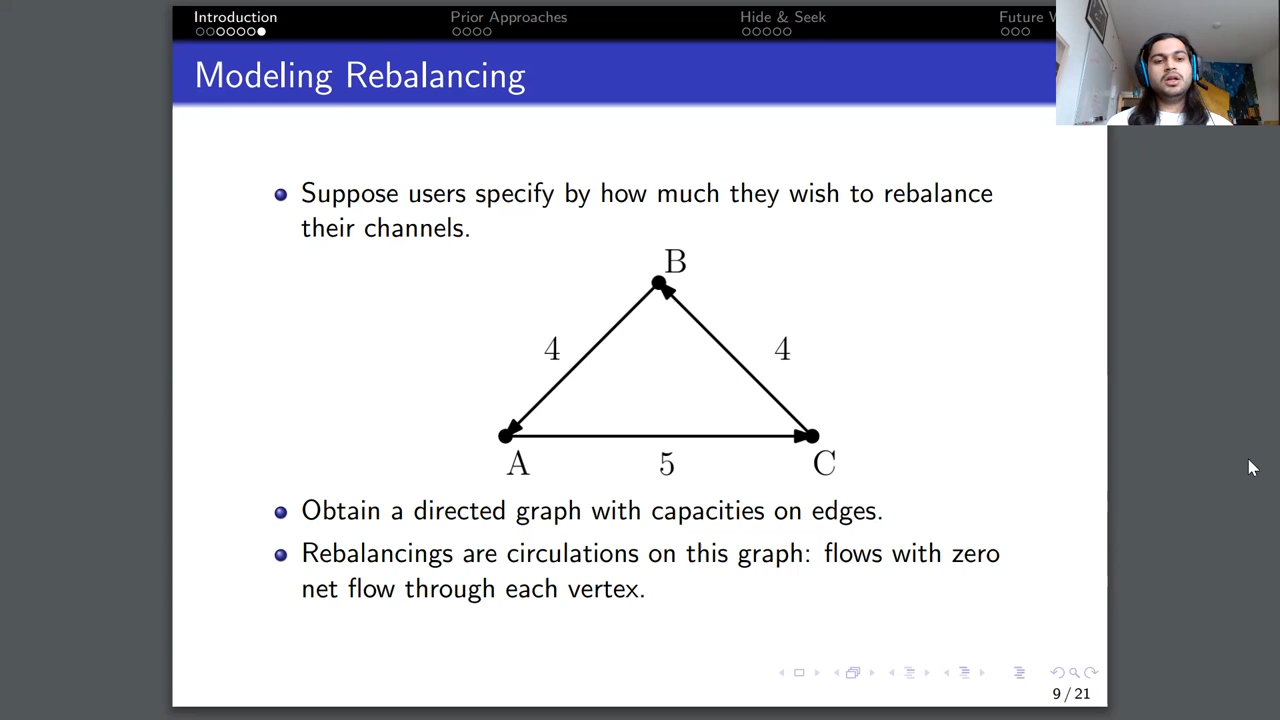 Introduction Prior Approaches Hide & Seek Future W
Modeling Rebalancing
Suppose users specify by how much they wish to rebalance
their channels.
B
4 4
A 5 C
Obtain a directed graph with capacities on edges.
Rebalancings are circulations on this graph: flows with zero
net flow through each vertex.
9 / 21